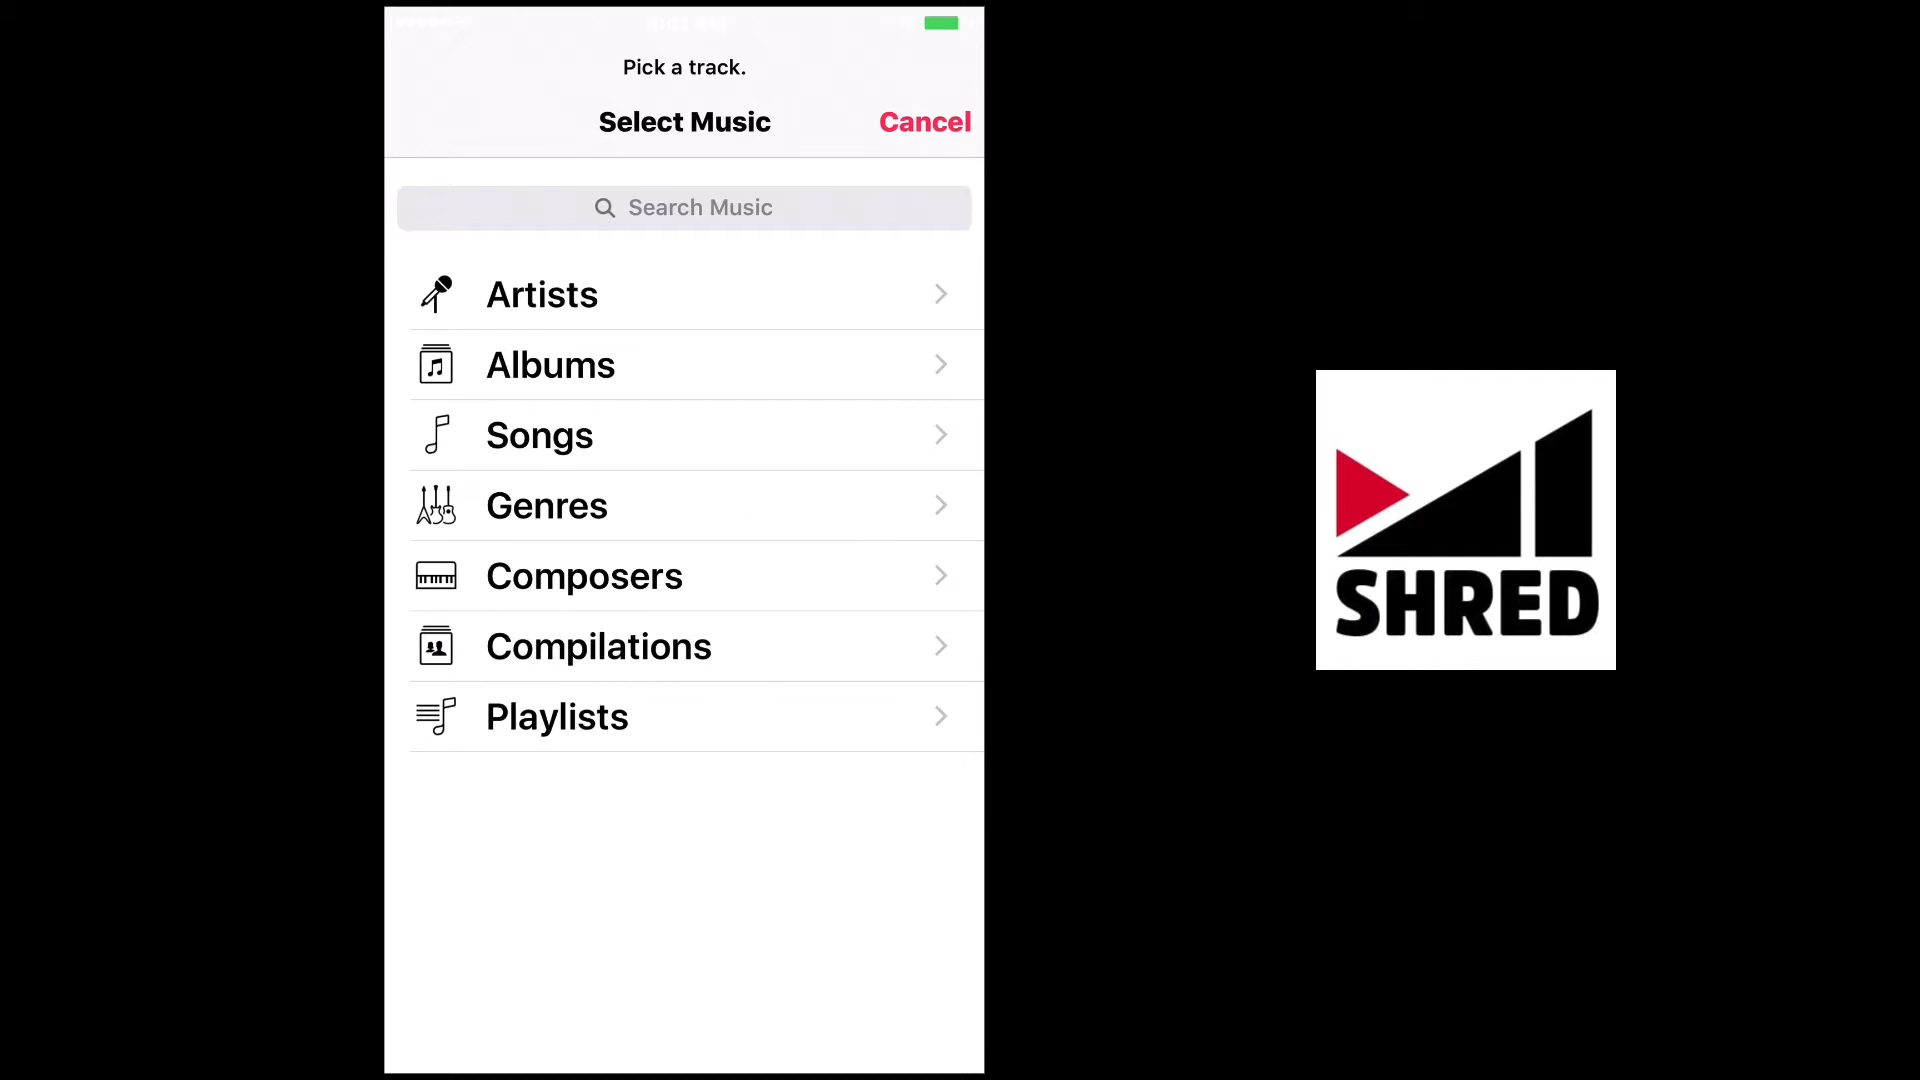 Pick a track.
Select Music
Cancel
Search Music
Artists
Albums
Songs
Genres
Composers
Compilations
Playlists
SHRED